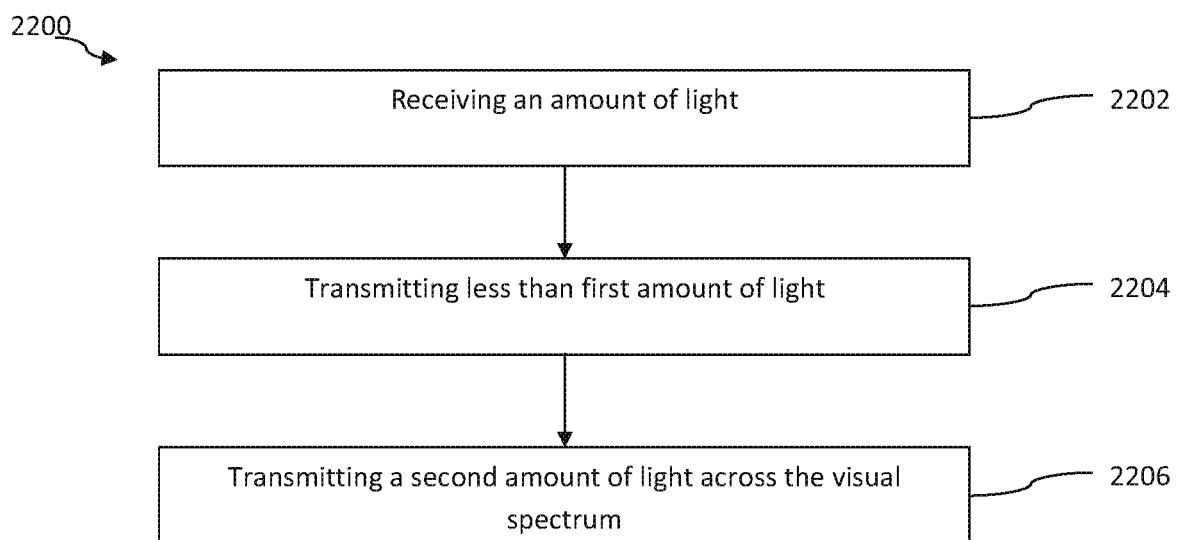 2200
Receiving an amount of light
2202
Transmitting less than first amount of light
2204
Transmitting a second amount of light across the visual
spectrum
2206